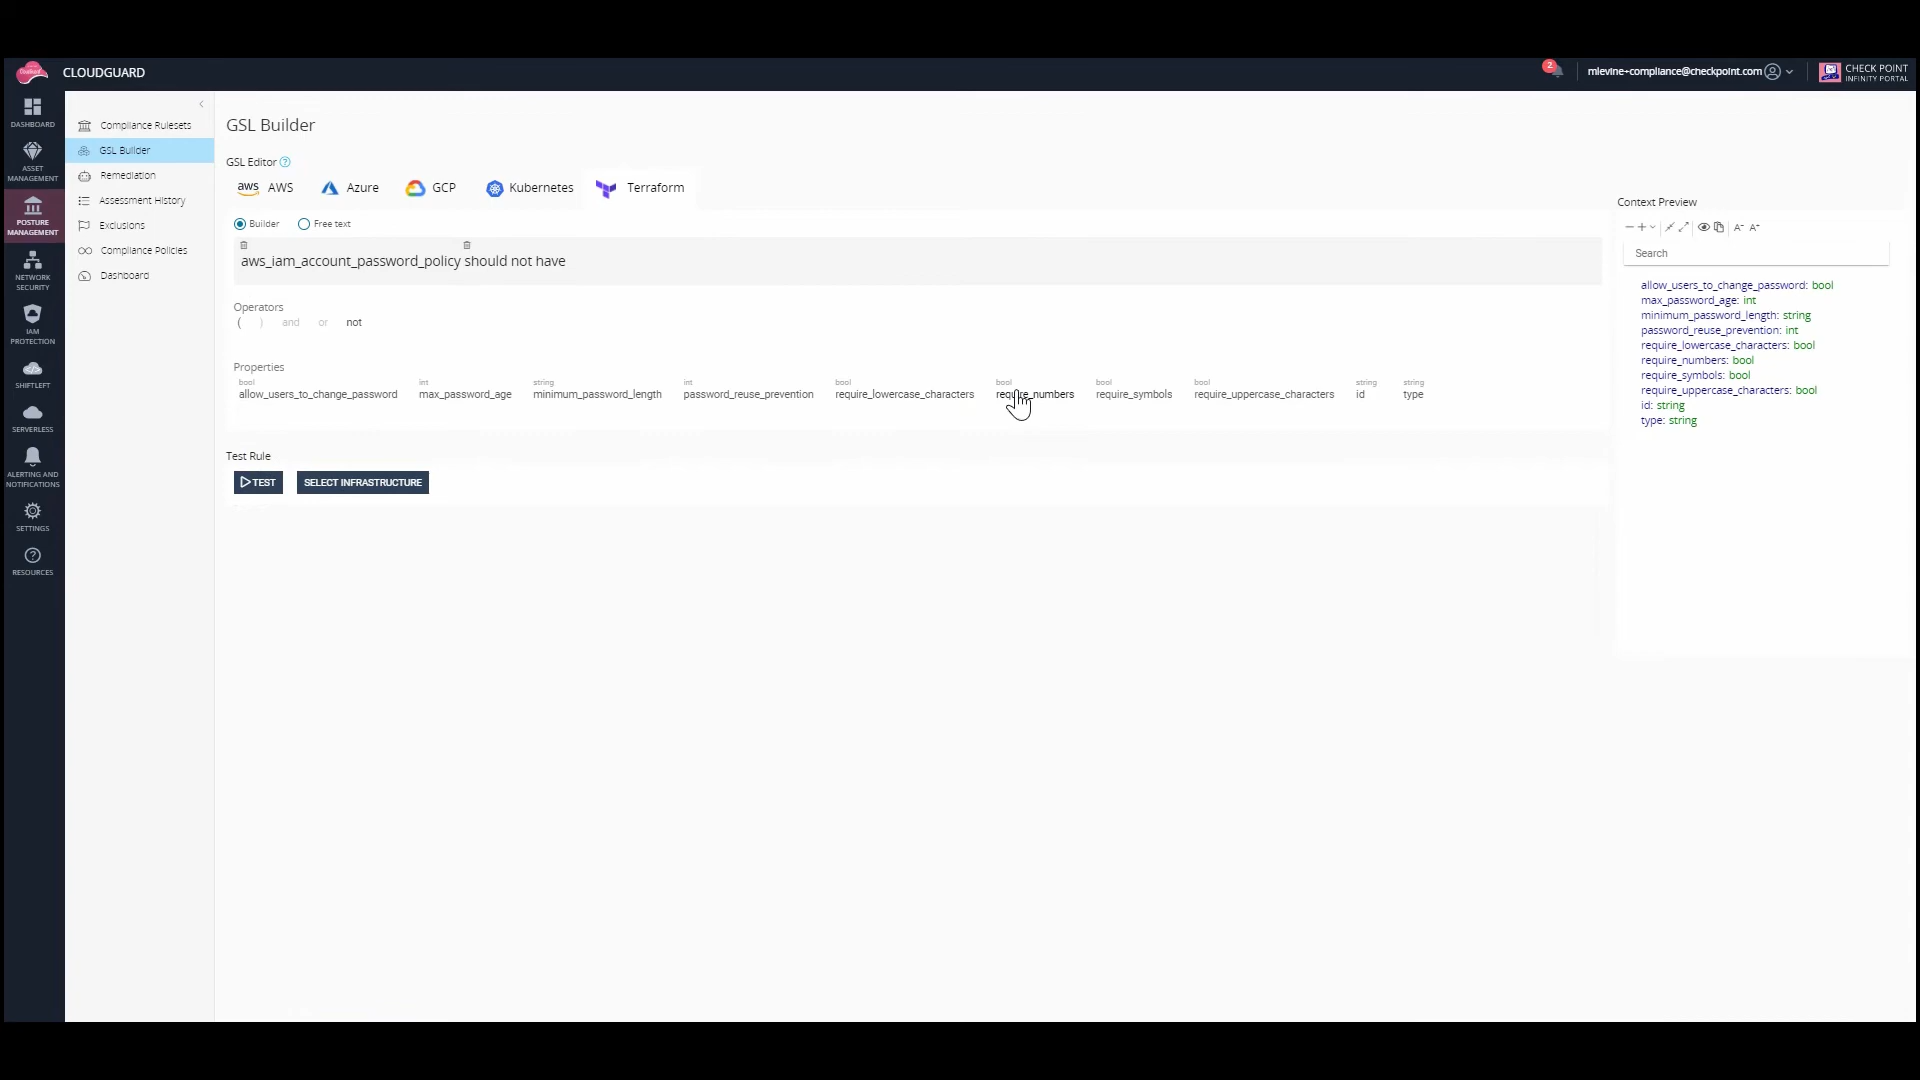 CLOUDGUARD
2
mlevine+compliance@checkpoint.com
CHECK POINT
INFINITY PORTAL
DASHBOARD
ASSET
MANAGEMENT
POSTURE
MANAGEMENT
NETWORK
SECURITY
IAM
PROTECTION
SHIFTLEFT
SERVERLESS
ALERTING AND
NOTIFICATIONS
SETTINGS
RESOURCES
Compliance Rulesets
GSL Builder
Remediation
Assessment History
Exclusions
Compliance Policies
Dashboard
GSL Builder
GSL Editor ?
aws AWS Azure GCP Kubernetes Terraform
Builder Free text
aws_iam_account_password_policy should not have
Operators
( ) and or not
Properties
bool int string int bool bool bool bool string string
allow_users_to_change_password max_password_age minimum_password_length password_reuse_prevention require_lowercase_characters require_numbers require_symbols require_uppercase_characters id type
Test Rule
TEST SELECT INFRASTRUCTURE
Context Preview
A- A+
Search
allow_users_to_change_password: bool
max_password_age: int
minimum_password_length: string
password_reuse_prevention: int
require_lowercase_characters: bool
require_numbers: bool
require_symbols: bool
require_uppercase_characters: bool
id: string
type: string